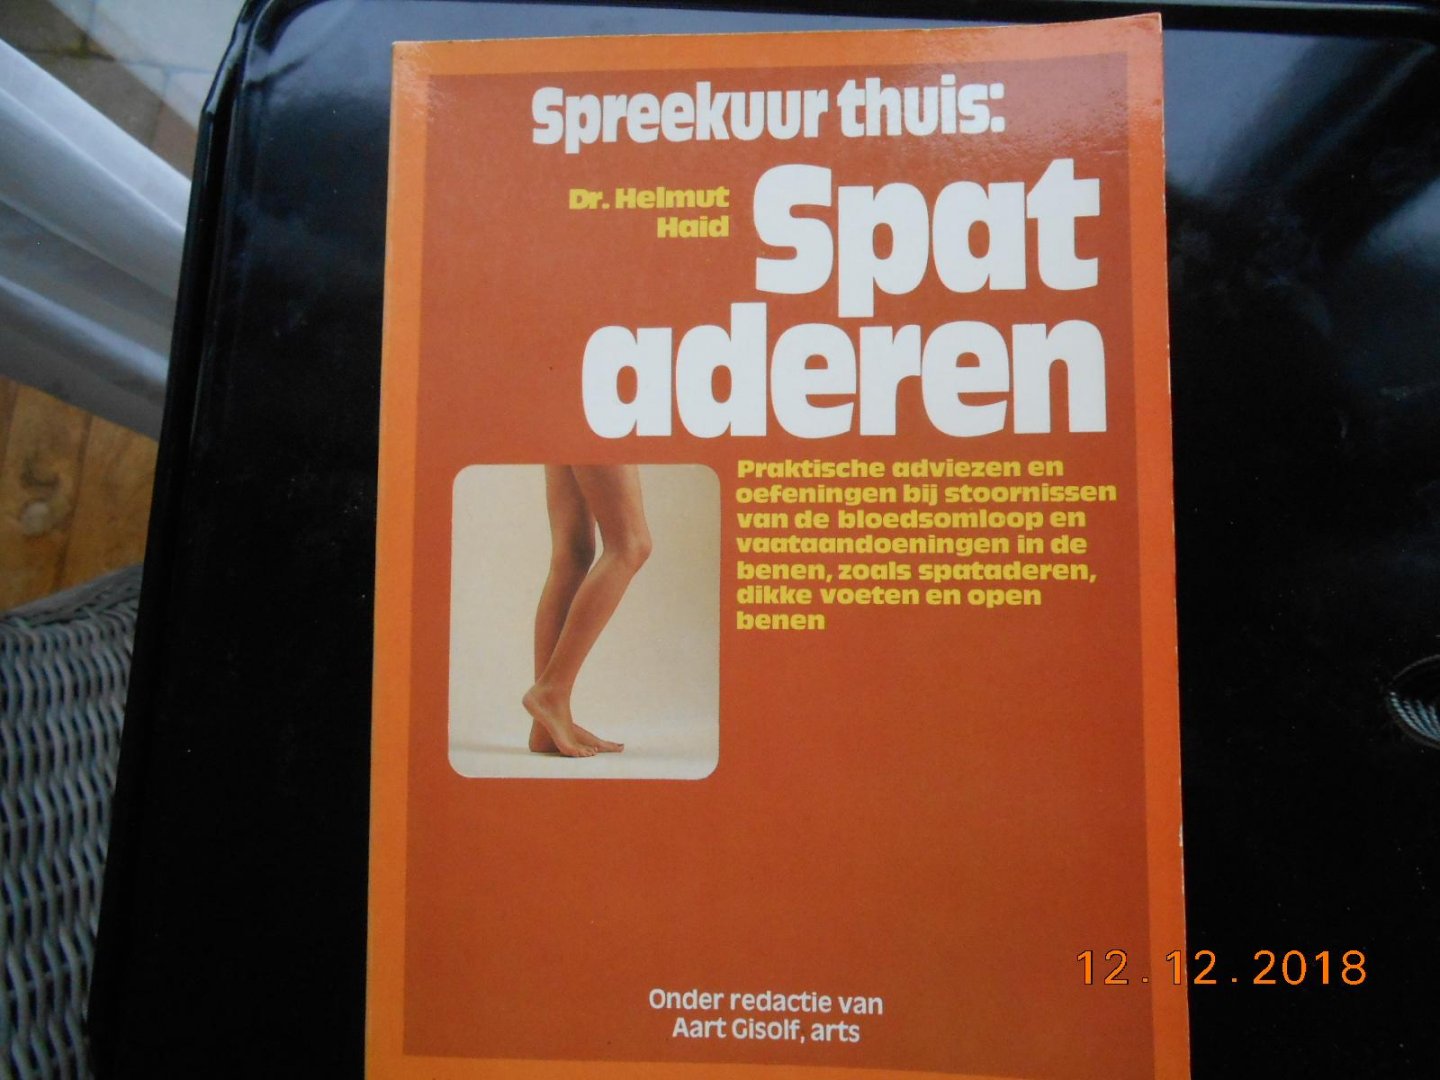 Spreekuur thuis:
Dr. Helmut
Haid
Spat
aderen
Praktische adviezen en
oefeningen bij stoornissen
van de bloedsomloop en
vaataandoeningen in de
benen, zoals spataderen,
dikke voeten en open
benen
Onder redactie van
Aart Gisolf, arts
12.12.2018